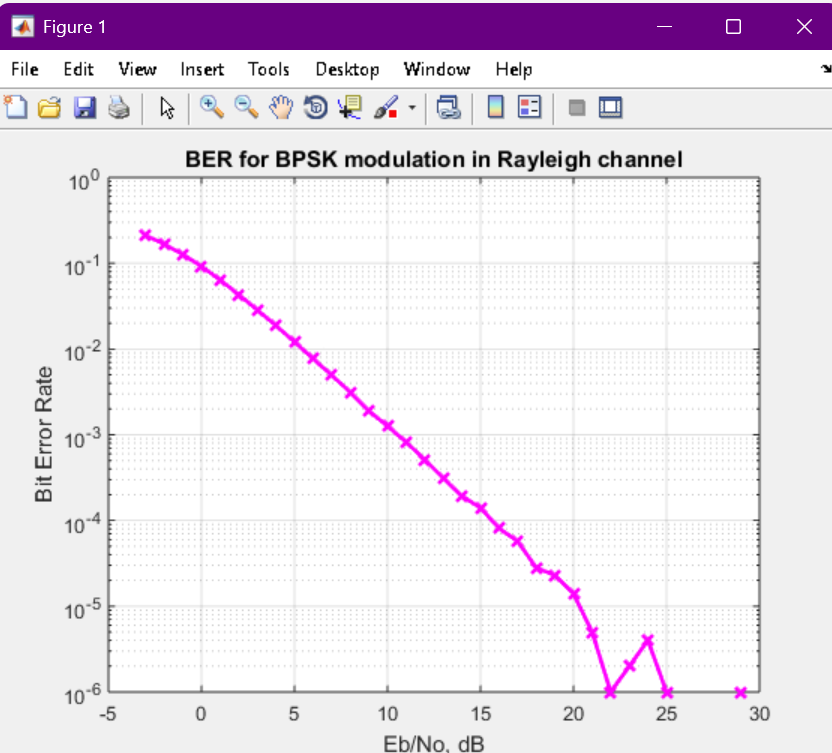 Figure 1
File Edit View Insert Tools Desktop Window Help
BER for BPSK modulation in Rayleigh channel
10^0
10^-1
10^-2
10^-3
10^-4
10^-5
10^-6
Bit Error Rate
-5 0 5 10 15 20 25 30
Eb/No, dB